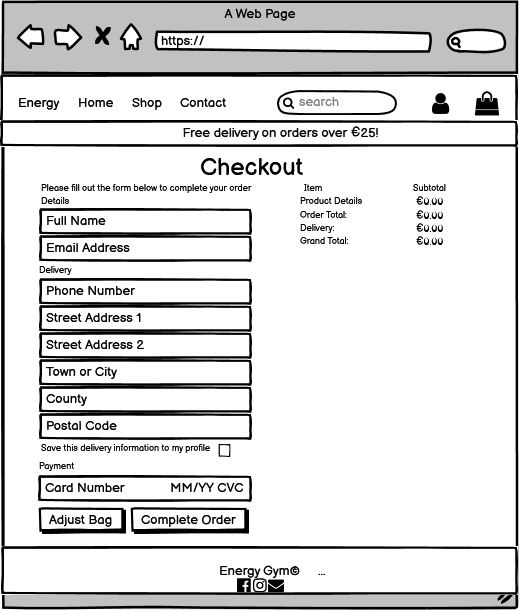 A Web Page
https://
Energy Home Shop Contact search
Free delivery on orders over €25!
Checkout
Please fill out the form below to complete your order
Details
Full Name
Email Address
Delivery
Phone Number
Street Address 1
Street Address 2
Town or City
County
Postal Code
Save this delivery information to my profile
Payment
Card Number MM/YY CVC
Adjust Bag Complete Order
Item Subtotal
Product Details €0.00
Order Total: €0.00
Delivery: €0.00
Grand Total: €0.00
Energy Gym© ...